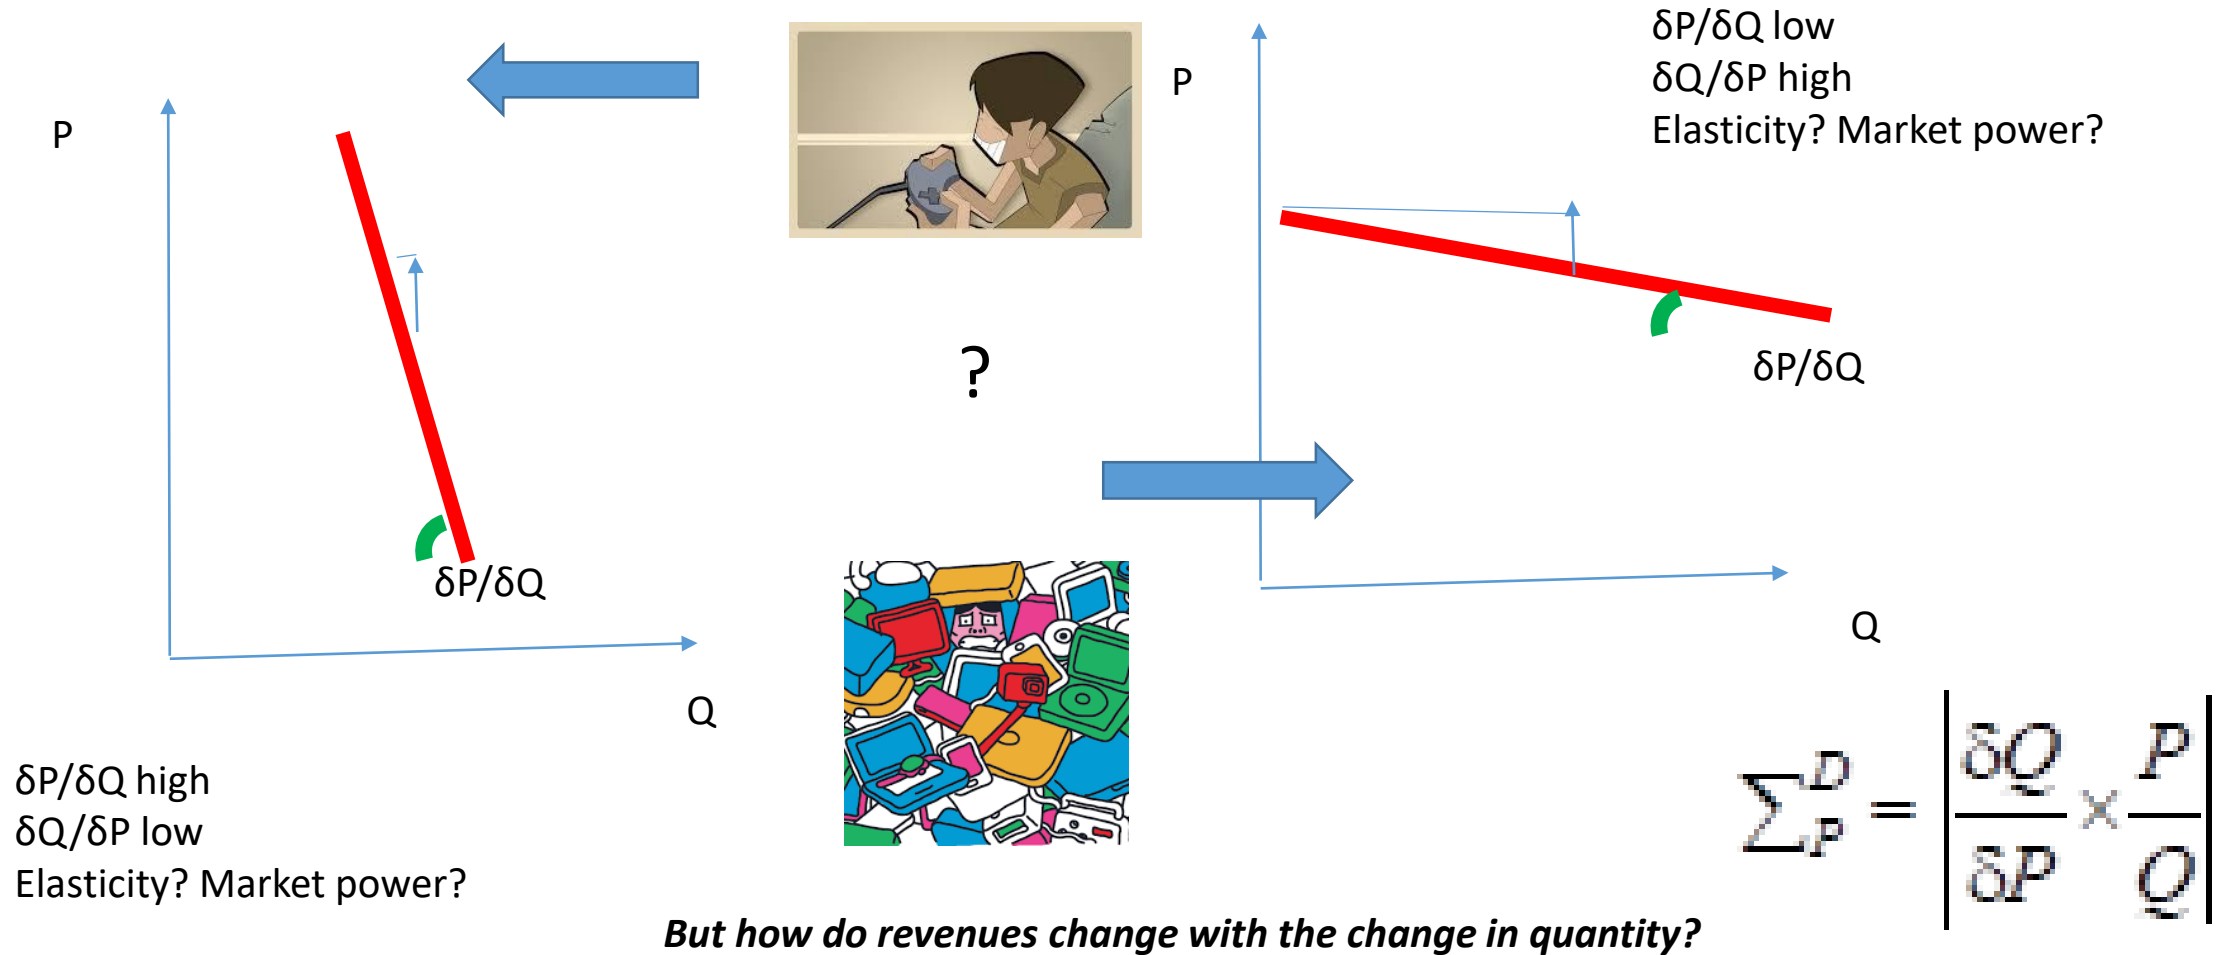 P
δP/δQ
Q
δP/δQ high
δQ/δP low
Elasticity? Market power?
?
P
δP/δQ low
δQ/δP high
Elasticity? Market power?
δP/δQ
Q
∑ᴰₚ = | δQ/δP × P/Q |
But how do revenues change with the change in quantity?